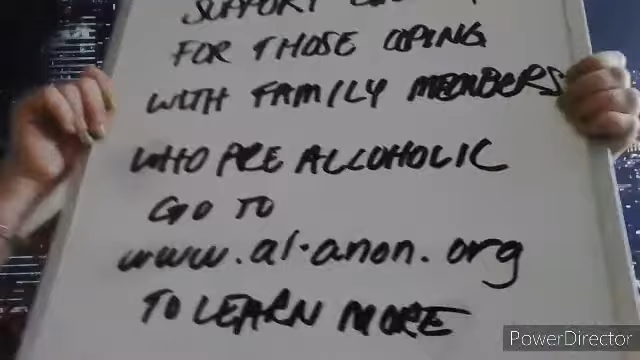 SUPPORT
FOR THOSE COPING
WITH FAMILY MEMBERS
WHO ARE ALCOHOLIC
GO TO
www.al-anon.org
TO LEARN MORE
PowerDirector